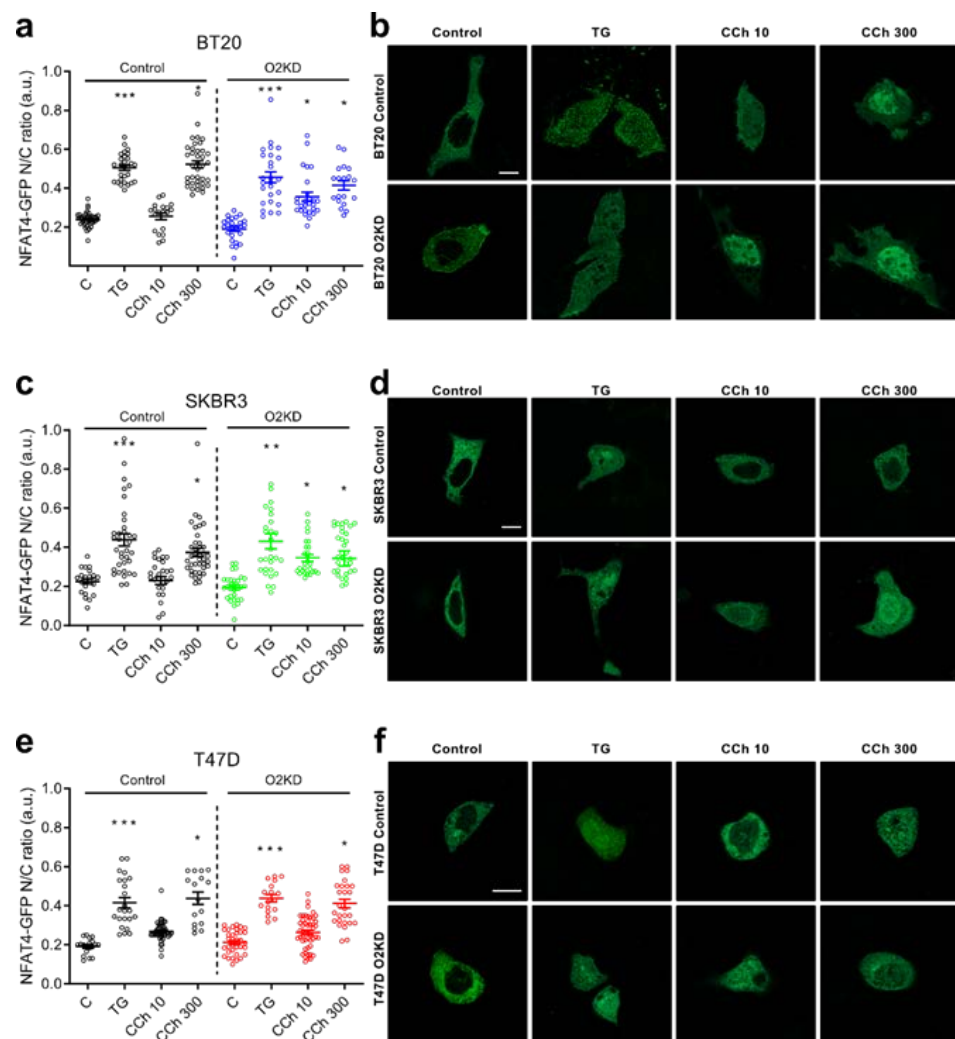 a
BT20
Control
O2KD
NFAT4-GFP N/C ratio (a.u.)
1.0
0.8
0.6
0.4
0.2
*** * *** * *
C TG CCh 10 CCh 300 C TG CCh 10 CCh 300
b
Control TG CCh 10 CCh 300
BT20 Control
BT20 O2KD
c
SKBR3
Control
O2KD
NFAT4-GFP N/C ratio (a.u.)
1.0
0.8
0.6
0.4
0.2
0.0
*** * ** * *
C TG CCh 10 CCh 300 C TG CCh 10 CCh 300
d
Control TG CCh 10 CCh 300
SKBR3 Control
SKBR3 O2KD
e
T47D
Control
O2KD
NFAT4-GFP N/C ratio (a.u.)
1.0
0.8
0.6
0.4
0.2
0.0
*** * *** *
C TG CCh 10 CCh 300 C TG CCh 10 CCh 300
f
Control TG CCh 10 CCh 300
T47D Control
T47D O2KD